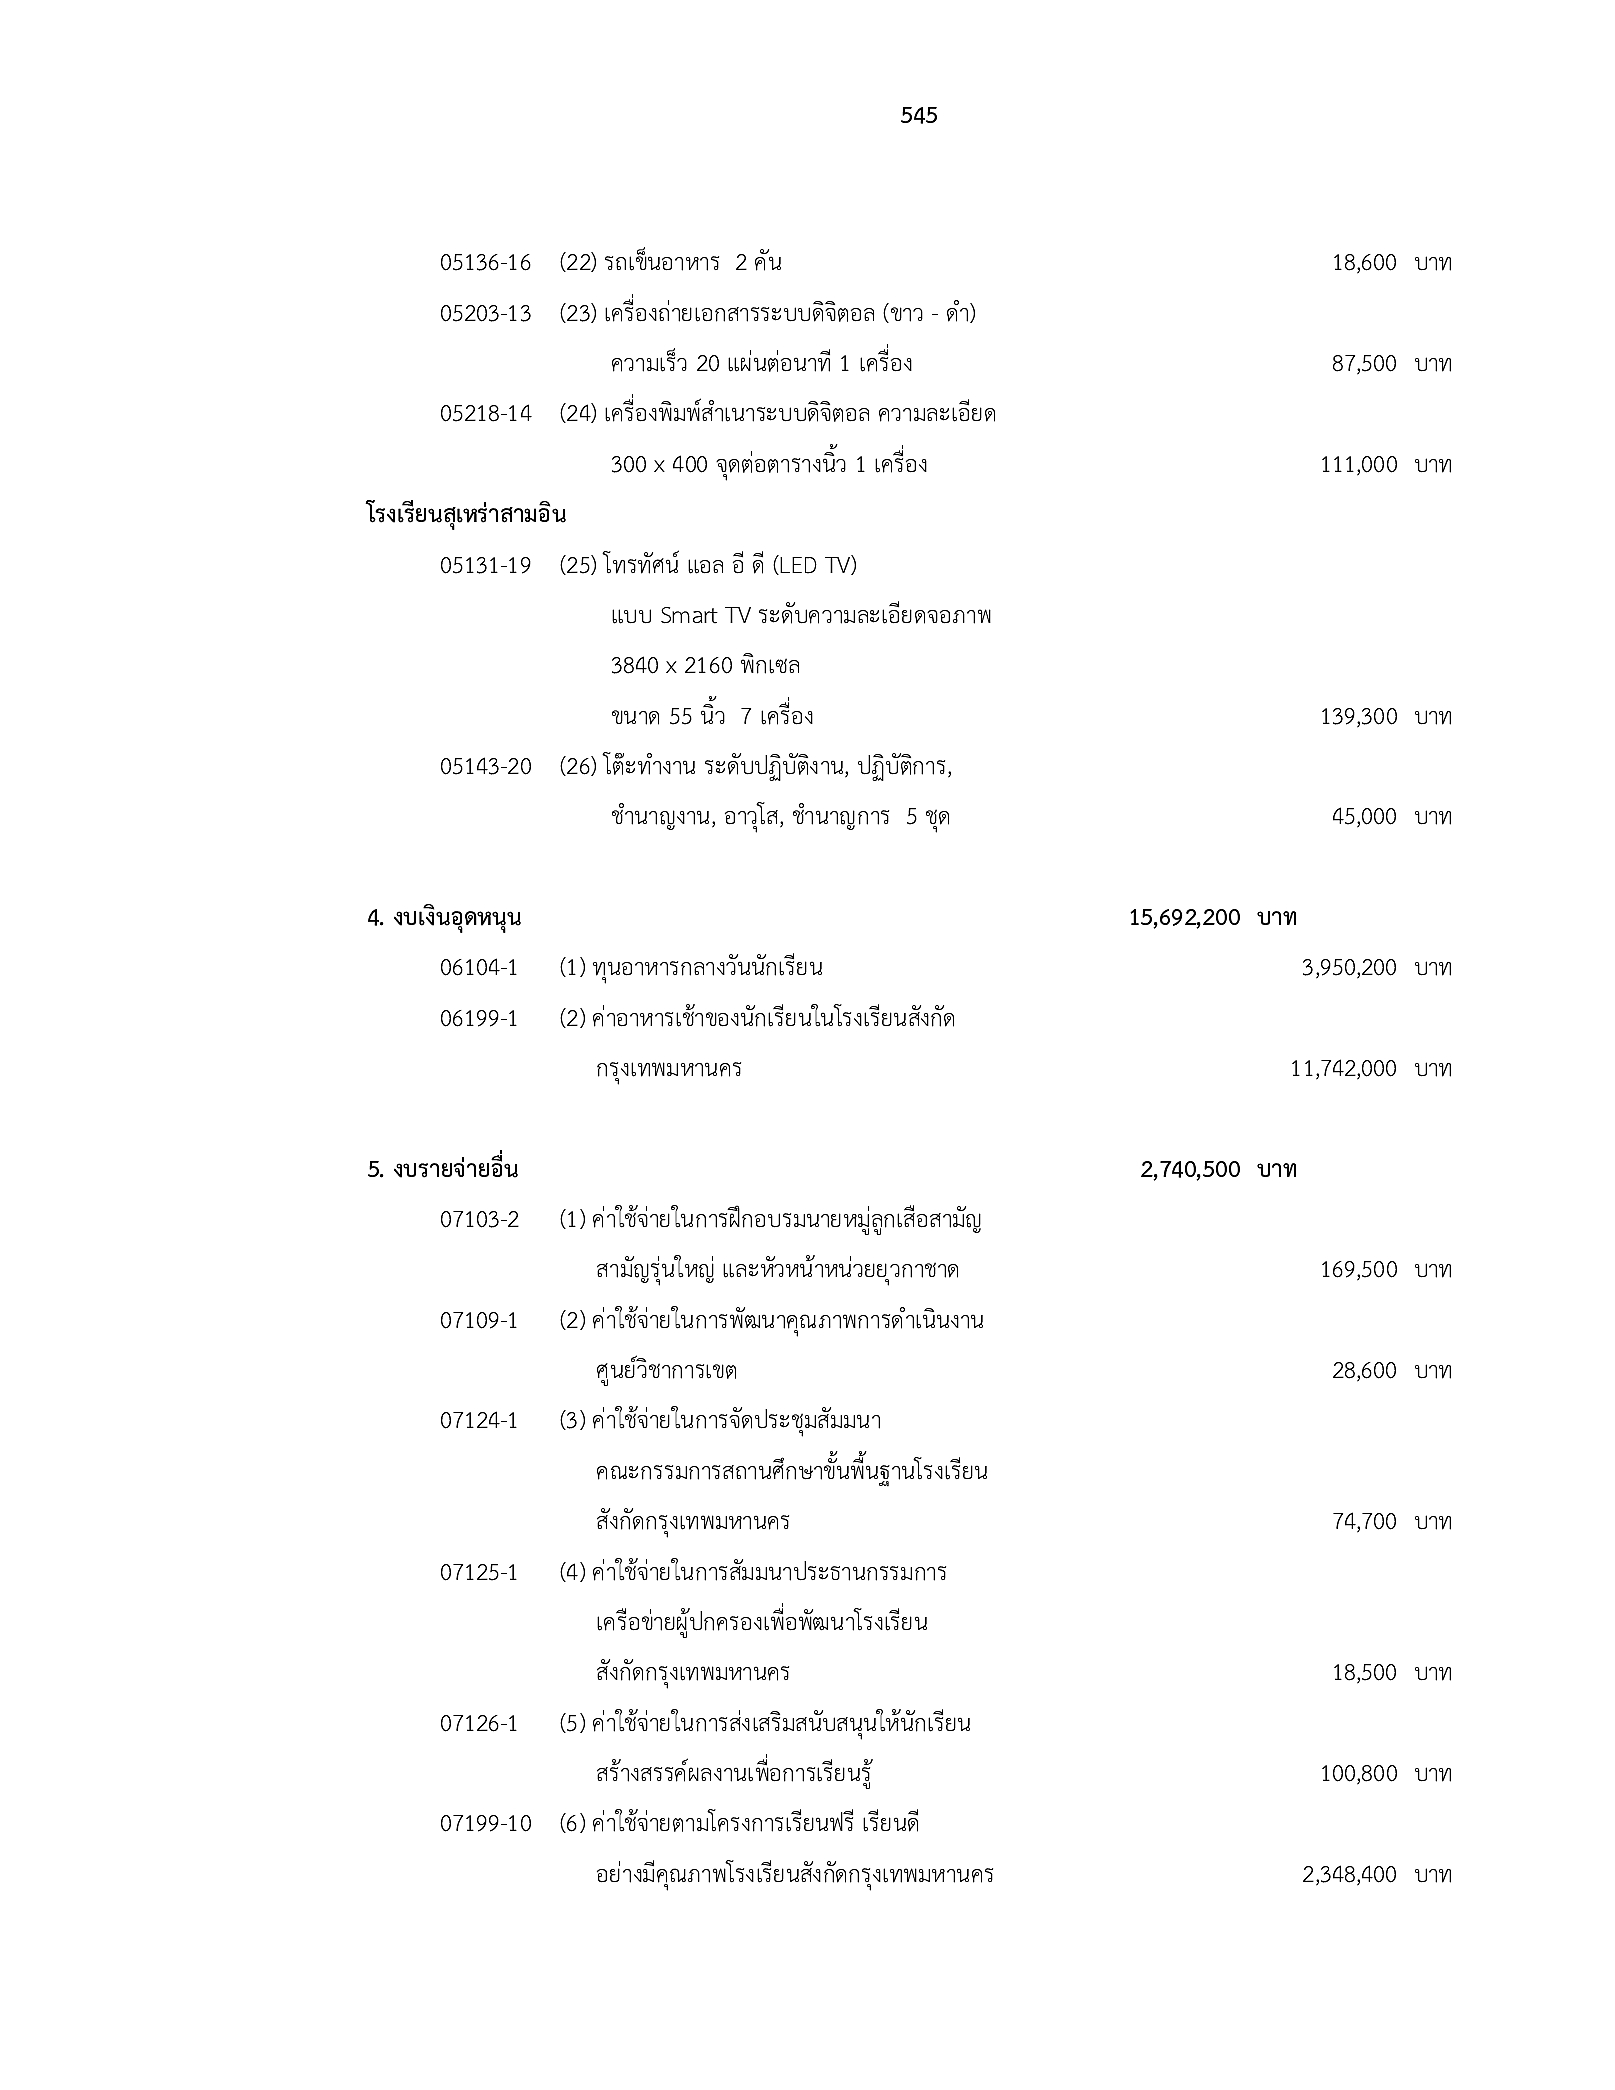 545
05136-16 (22) รถเข็นอาหาร 2 คัน 18,600 บาท
05203-13 (23) เครื่องถ่ายเอกสารระบบดิจิตอล (ขาว - ดำ)
ความเร็ว 20 แผ่นต่อนาที 1 เครื่อง 87,500 บาท
05218-14 (24) เครื่องพิมพ์สำเนาระบบดิจิตอล ความละเอียด
300 x 400 จุดต่อตารางนิ้ว 1 เครื่อง 111,000 บาท
โรงเรียนสุเหร่าสามอิน
05131-19 (25) โทรทัศน์ แอล อี ดี (LED TV)
แบบ Smart TV ระดับความละเอียดจอภาพ
3840 x 2160 พิกเซล
ขนาด 55 นิ้ว 7 เครื่อง 139,300 บาท
05143-20 (26) โต๊ะทำงาน ระดับปฏิบัติงาน, ปฏิบัติการ,
ชำนาญงาน, อาวุโส, ชำนาญการ 5 ชุด 45,000 บาท
4. งบเงินอุดหนุน 15,692,200 บาท
06104-1 (1) ทุนอาหารกลางวันนักเรียน 3,950,200 บาท
06199-1 (2) ค่าอาหารเช้าของนักเรียนในโรงเรียนสังกัด
กรุงเทพมหานคร 11,742,000 บาท
5. งบรายจ่ายอื่น 2,740,500 บาท
07103-2 (1) ค่าใช้จ่ายในการฝึกอบรมนายหมู่ลูกเสือสามัญ
สามัญรุ่นใหญ่ และหัวหน้าหน่วยยุวกาชาด 169,500 บาท
07109-1 (2) ค่าใช้จ่ายในการพัฒนาคุณภาพการดำเนินงาน
ศูนย์วิชาการเขต 28,600 บาท
07124-1 (3) ค่าใช้จ่ายในการจัดประชุมสัมมนา
คณะกรรมการสถานศึกษาขั้นพื้นฐานโรงเรียน
สังกัดกรุงเทพมหานคร 74,700 บาท
07125-1 (4) ค่าใช้จ่ายในการสัมมนาประธานกรรมการ
เครือข่ายผู้ปกครองเพื่อพัฒนาโรงเรียน
สังกัดกรุงเทพมหานคร 18,500 บาท
07126-1 (5) ค่าใช้จ่ายในการส่งเสริมสนับสนุนให้นักเรียน
สร้างสรรค์ผลงานเพื่อการเรียนรู้ 100,800 บาท
07199-10 (6) ค่าใช้จ่ายตามโครงการเรียนฟรี เรียนดี
อย่างมีคุณภาพโรงเรียนสังกัดกรุงเทพมหานคร 2,348,400 บาท